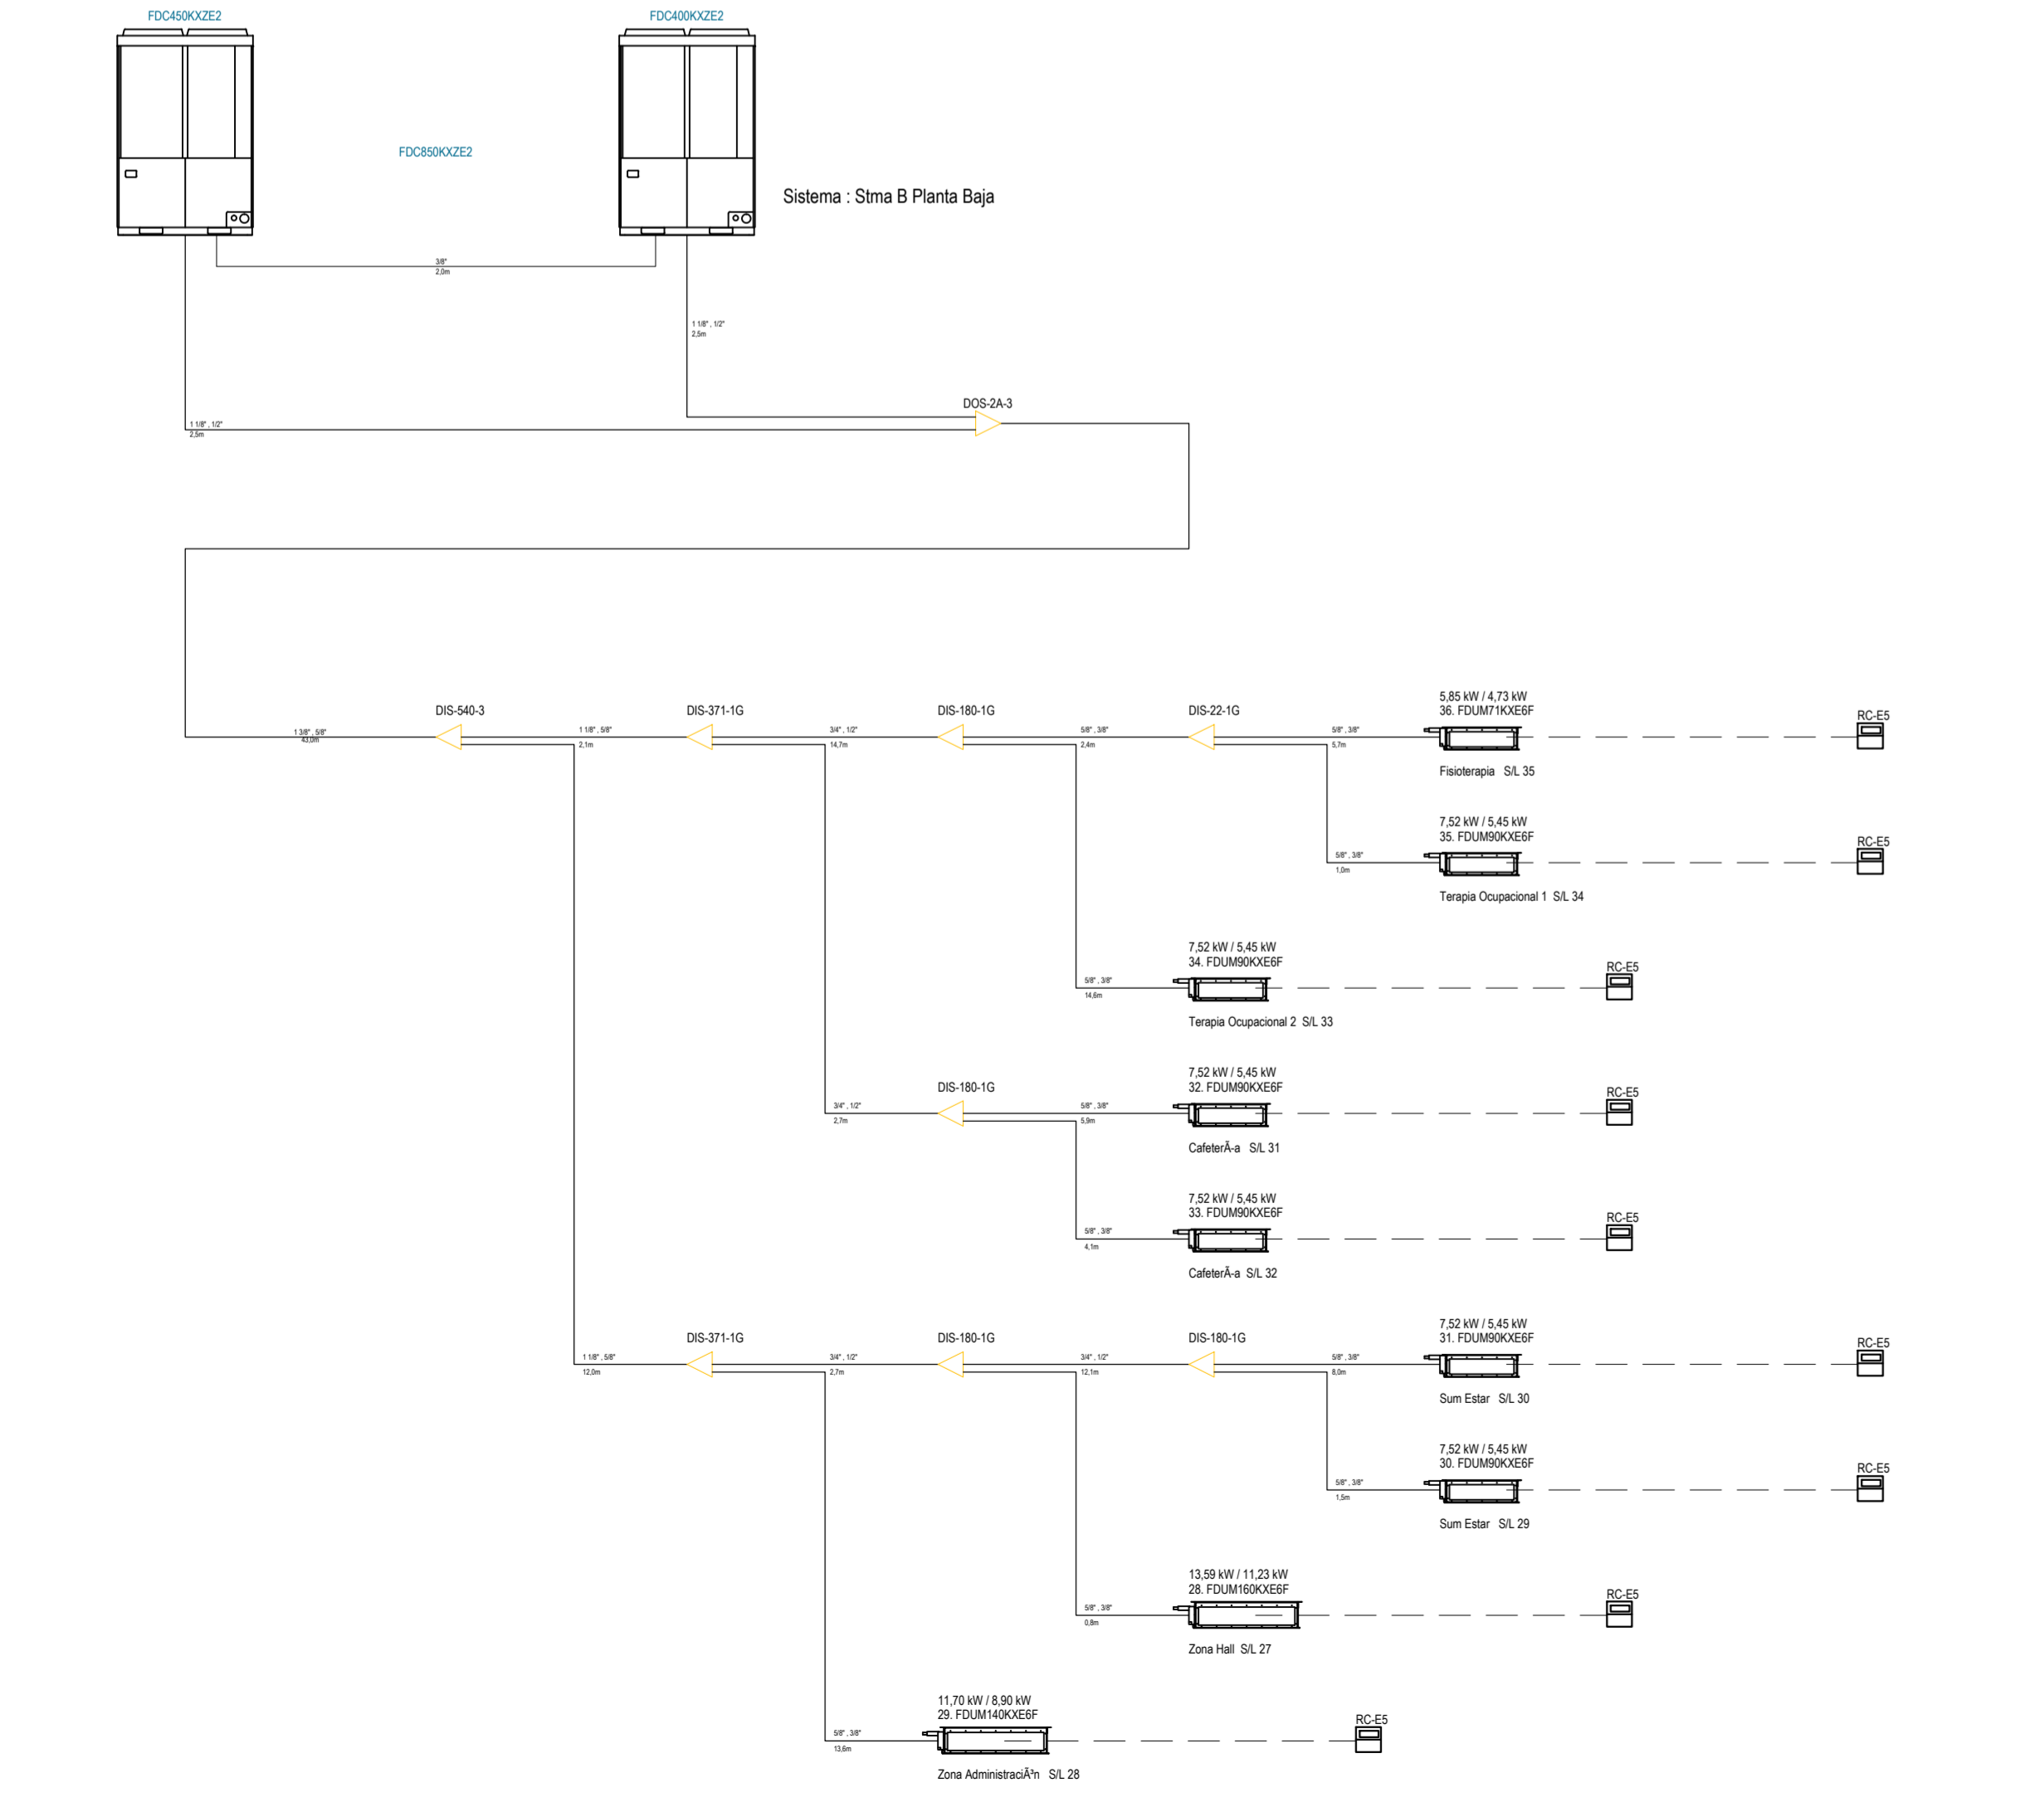 FDC450KXZE2
FDC400KXZE2
FDC850KXZE2
Sistema : Stma B Planta Baja
3/8"
2,0m
1 1/8" , 1/2"
2,5m
DOS-2A-3
1 1/8" , 1/2"
2,5m
DIS-540-3
DIS-371-1G
DIS-180-1G
DIS-22-1G
5,85 kW / 4,73 kW
36. FDUM71KXE6F
RC-E5
1 3/8" , 5/8"
43,0m
1 1/8" , 5/8"
2,1m
3/4" , 1/2"
14,7m
5/8" , 3/8"
2,4m
5/8" , 3/8"
5,7m
Fisioterapia S/L 35
7,52 kW / 5,45 kW
35. FDUM90KXE6F
RC-E5
5/8" , 3/8"
1,0m
Terapia Ocupacional 1 S/L 34
7,52 kW / 5,45 kW
34. FDUM90KXE6F
RC-E5
5/8" , 3/8"
14,6m
Terapia Ocupacional 2 S/L 33
7,52 kW / 5,45 kW
32. FDUM90KXE6F
RC-E5
DIS-180-1G
3/4" , 1/2"
2,7m
5/8" , 3/8"
5,9m
CafeterÃ-a S/L 31
7,52 kW / 5,45 kW
33. FDUM90KXE6F
RC-E5
5/8" , 3/8"
4,1m
CafeterÃ-a S/L 32
7,52 kW / 5,45 kW
31. FDUM90KXE6F
RC-E5
DIS-371-1G
DIS-180-1G
DIS-180-1G
1 1/8" , 5/8"
12,0m
3/4" , 1/2"
2,7m
3/4" , 1/2"
12,1m
5/8" , 3/8"
8,0m
Sum Estar S/L 30
7,52 kW / 5,45 kW
30. FDUM90KXE6F
RC-E5
5/8" , 3/8"
1,5m
Sum Estar S/L 29
13,59 kW / 11,23 kW
28. FDUM160KXE6F
RC-E5
5/8" , 3/8"
0,8m
Zona Hall S/L 27
11,70 kW / 8,90 kW
29. FDUM140KXE6F
RC-E5
5/8" , 3/8"
13,6m
Zona AdministraciÃ³n S/L 28